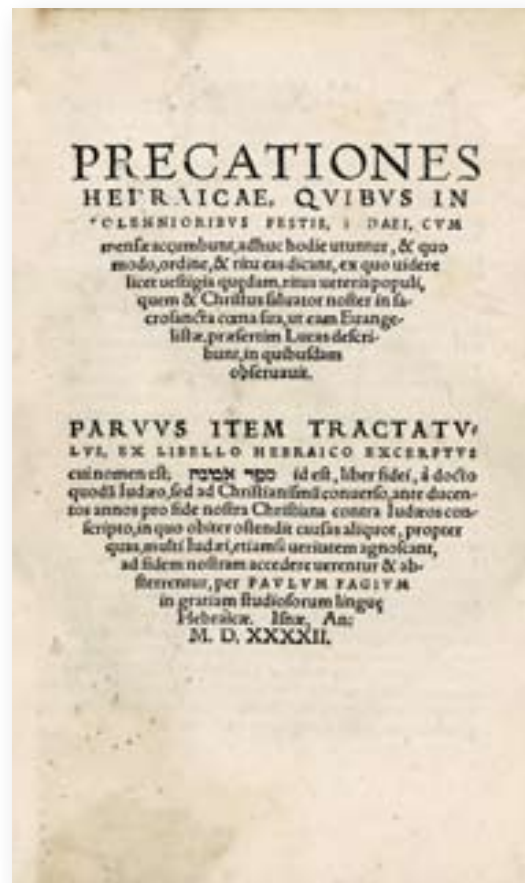 PRECATIONES
HEBRAICAE, QVIBVS IN
SOLENNIORIBVS FESTIS, I DAEI, CVM
mensæ accumbunt, adhuc hodie utuntur, & quo
modo, ordine, & ritu eas dicant, ex quo uidere
licet uestigia quędam, ritus ueteris populi,
quem & Christus saluator noster in sa-
crosancta cœna sua, ut eam Euange-
listæ, præsertim Lucas descri-
bunt, in quibusdam
obseruauit.
PARVVS ITEM TRACTATV-
LVS, EX LIBELLO HEBRAICO EXCERPTVS
cui nomen est; ספר אמונה id est, liber fidei, à docto
quodã Iudæo, sed ad Christianismũ conuerso, ante ducen-
tos annos pro fide nostra Christiana contra Iudæos con-
scripto, in quo obiter ostendit causas aliquot, propter
quas, multi Iudæi, etiamsi ueritatem agnoscant,
ad fidem nostram accedere uerentur & ab-
sterrentur, per PAVLVM FAGIVM
in gratiam studiosorum linguę
Hebraicæ. Isnæ, An:
M. D. XXXXII.